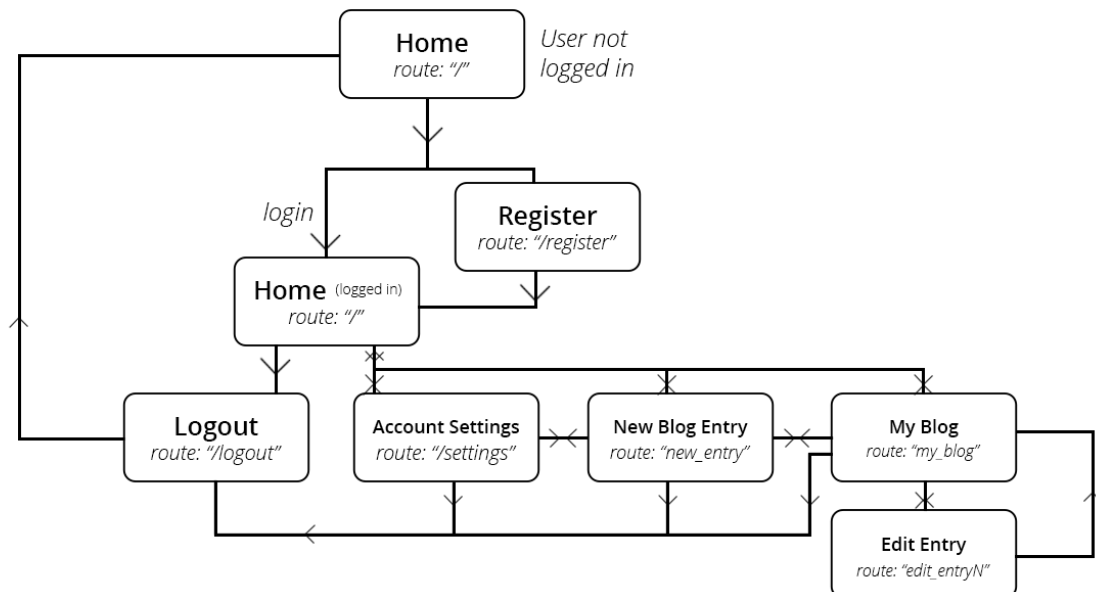 Home
route: “/”
User not
logged in
login
Register
route: “/register”
Home (logged in)
route: “/”
Logout
route: “/logout”
Account Settings
route: “/settings”
New Blog Entry
route: “new_entry”
My Blog
route: “my_blog”
Edit Entry
route: “edit_entryN”